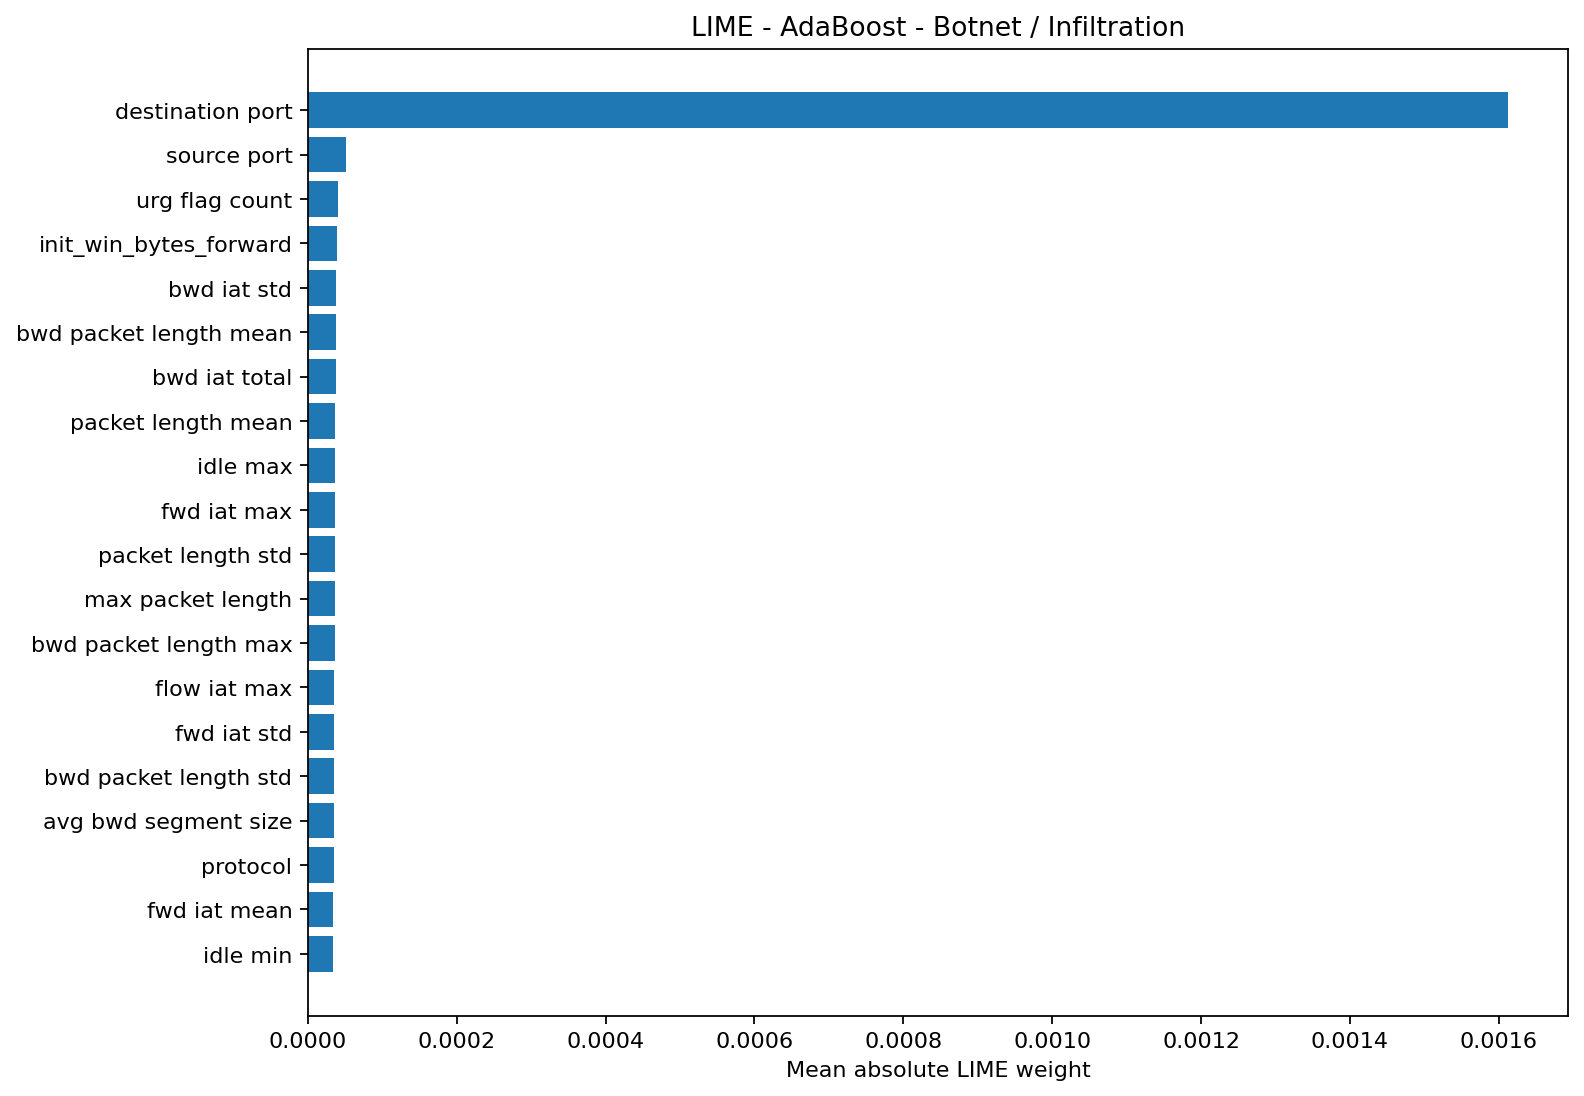 LIME - AdaBoost - Botnet / Infiltration
destination port
source port
urg flag count
init_win_bytes_forward
bwd iat std
bwd packet length mean
bwd iat total
packet length mean
idle max
fwd iat max
packet length std
max packet length
bwd packet length max
flow iat max
fwd iat std
bwd packet length std
avg bwd segment size
protocol
fwd iat mean
idle min
0.0000 0.0002 0.0004 0.0006 0.0008 0.0010 0.0012 0.0014 0.0016
Mean absolute LIME weight